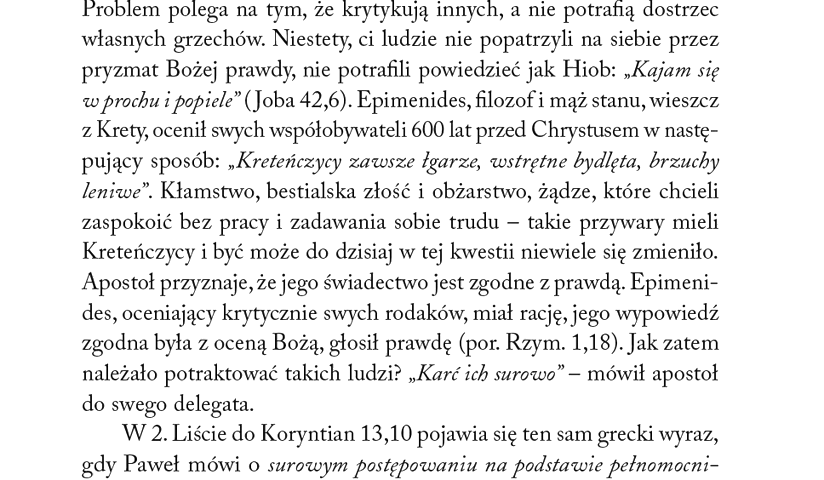 Problem polega na tym, że krytykują innych, a nie potrafią dostrzec
własnych grzechów. Niestety, ci ludzie nie popatrzyli na siebie przez
pryzmat Bożej prawdy, nie potrafili powiedzieć jak Hiob: „Kajam się
w prochu i popiele” (Joba 42,6). Epimenides, filozof i mąż stanu, wieszcz
z Krety, ocenił swych współobywateli 600 lat przed Chrystusem w nastę-
pujący sposób: „Kreteńczycy zawsze łgarze, wstrętne bydlęta, brzuchy
leniwe”. Kłamstwo, bestialska złość i obżarstwo, żądze, które chcieli
zaspokoić bez pracy i zadawania sobie trudu – takie przywary mieli
Kreteńczycy i być może do dzisiaj w tej kwestii niewiele się zmieniło.
Apostoł przyznaje, że jego świadectwo jest zgodne z prawdą. Epimeni-
des, oceniający krytycznie swych rodaków, miał rację, jego wypowiedź
zgodna była z oceną Bożą, głosił prawdę (por. Rzym. 1,18). Jak zatem
należało potraktować takich ludzi? „Karć ich surowo” – mówił apostoł
do swego delegata.
W 2. Liście do Koryntian 13,10 pojawia się ten sam grecki wyraz,
gdy Paweł mówi o surowym postępowaniu na podstawie pełnomocni-